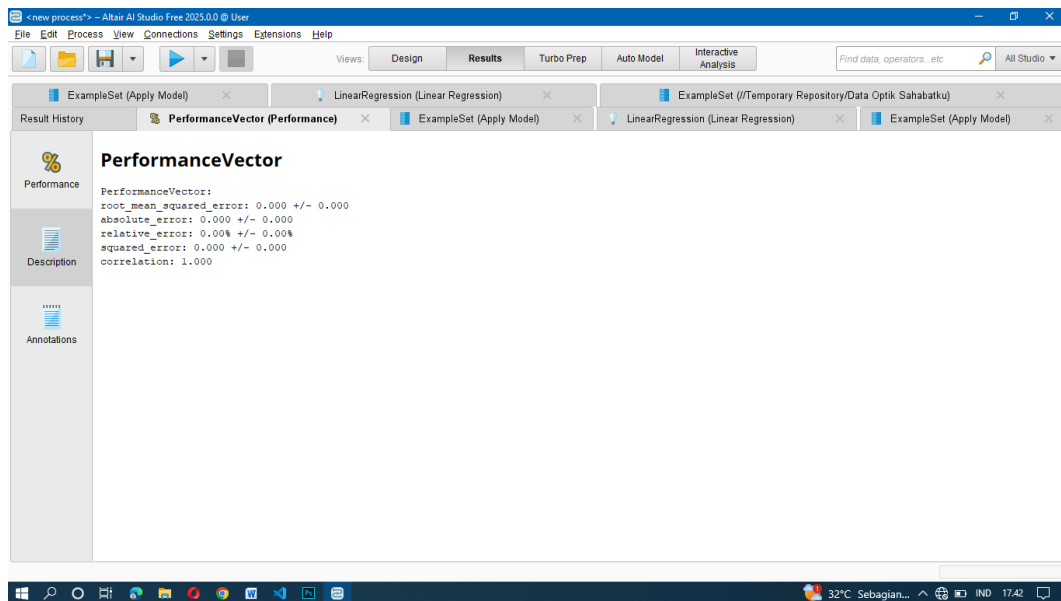 <new process*> – Altair AI Studio Free 2025.0.0 @ User
File Edit Process View Connections Settings Extensions Help
Views: Design Results Turbo Prep Auto Model Interactive Analysis Find data, operators...etc All Studio
ExampleSet (Apply Model) LinearRegression (Linear Regression) ExampleSet (//Temporary Repository/Data Optik Sahabatku)
Result History % PerformanceVector (Performance) ExampleSet (Apply Model) LinearRegression (Linear Regression) ExampleSet (Apply Model)
%
Performance
Description
Annotations
PerformanceVector
PerformanceVector:
root_mean_squared_error: 0.000 +/- 0.000
absolute_error: 0.000 +/- 0.000
relative_error: 0.00% +/- 0.00%
squared_error: 0.000 +/- 0.000
correlation: 1.000
W Ps 32°C Sebagian... IND 17.42